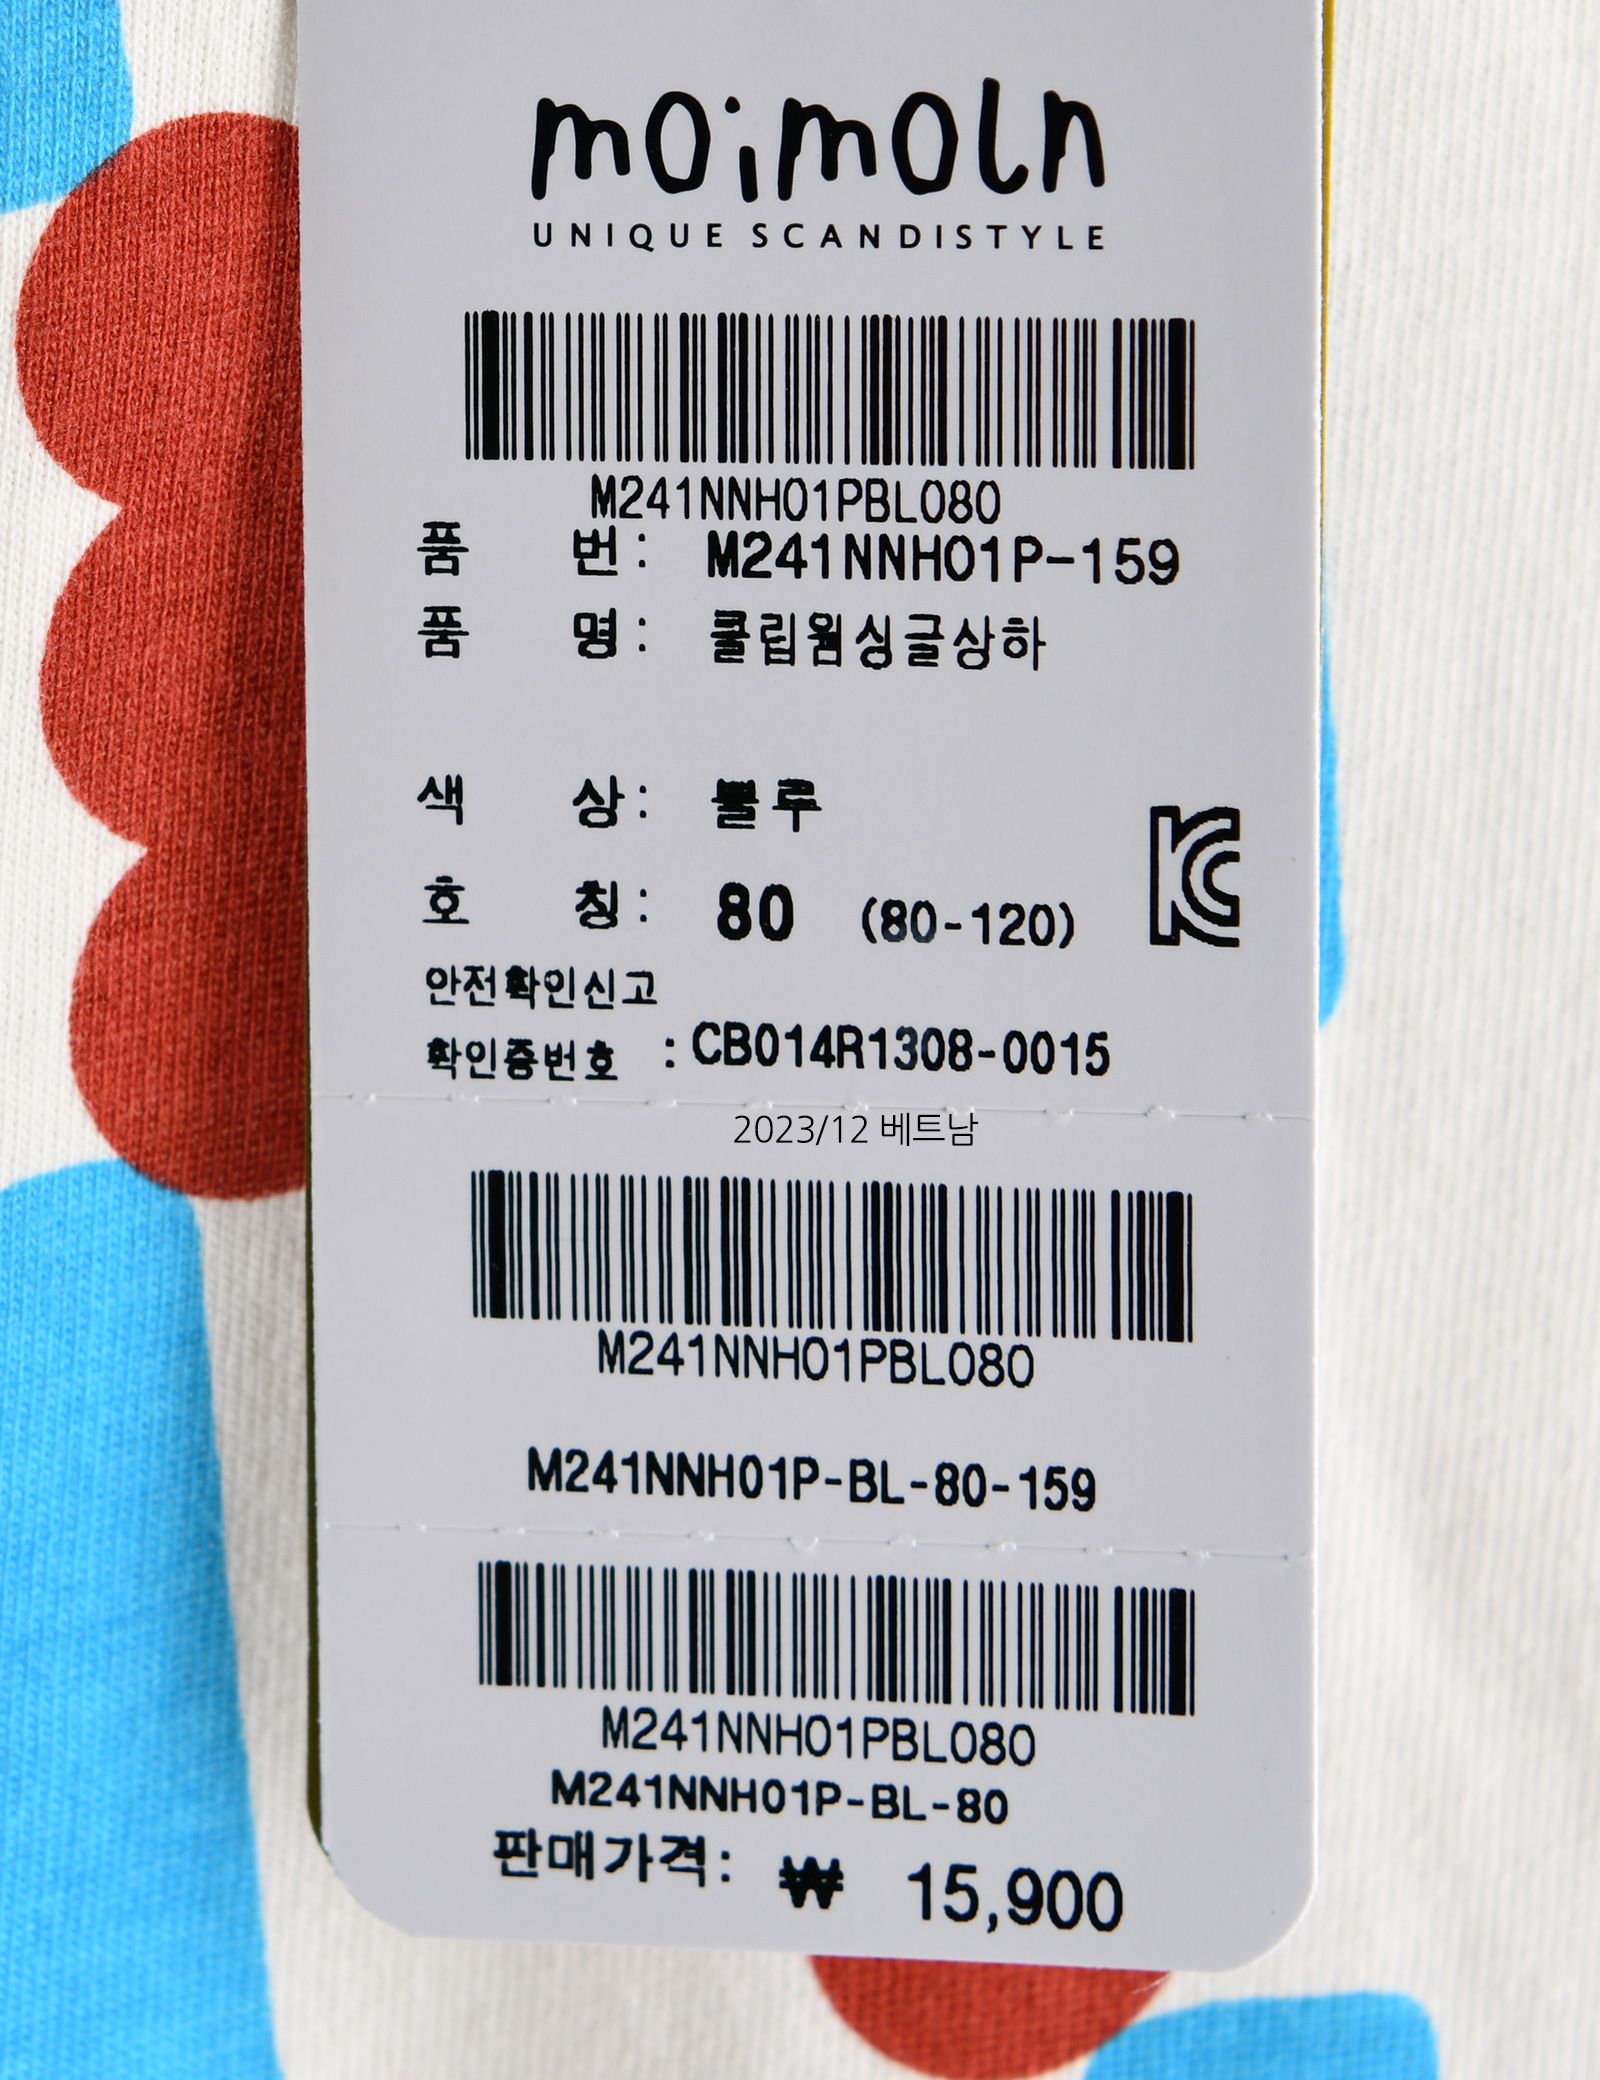 moimoln
UNIQUE SCANDISTYLE
M241NNH01PBL080
품 번: M241NNH01P-159
품 명: 쿨립웜싱글상하
색 상: 블루
호 칭: 80 (80-120)
안전확인신고
확인증번호 : CB014R1308-0015
2023/12 베트남
M241NNH01PBL080
M241NNH01P-BL-80-159
M241NNH01PBL080
M241NNH01P-BL-80
판매가격: ₩ 15,900